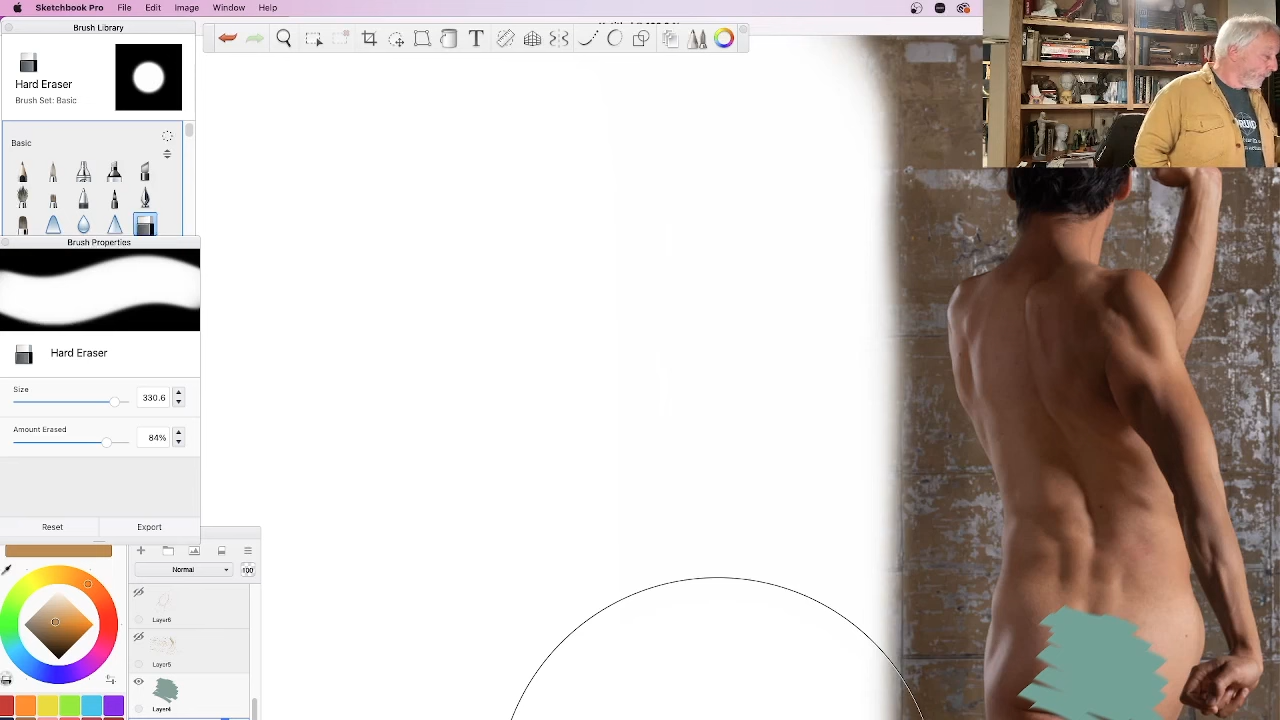 Sketchbook Pro File Edit Image Window Help
Brush Library
Hard Eraser
Brush Set: Basic
Basic
Brush Properties
Hard Eraser
Size
330.6
Amount Erased
84%
Reset Export
Normal
100
Layer6
Layer5
Layer4
T